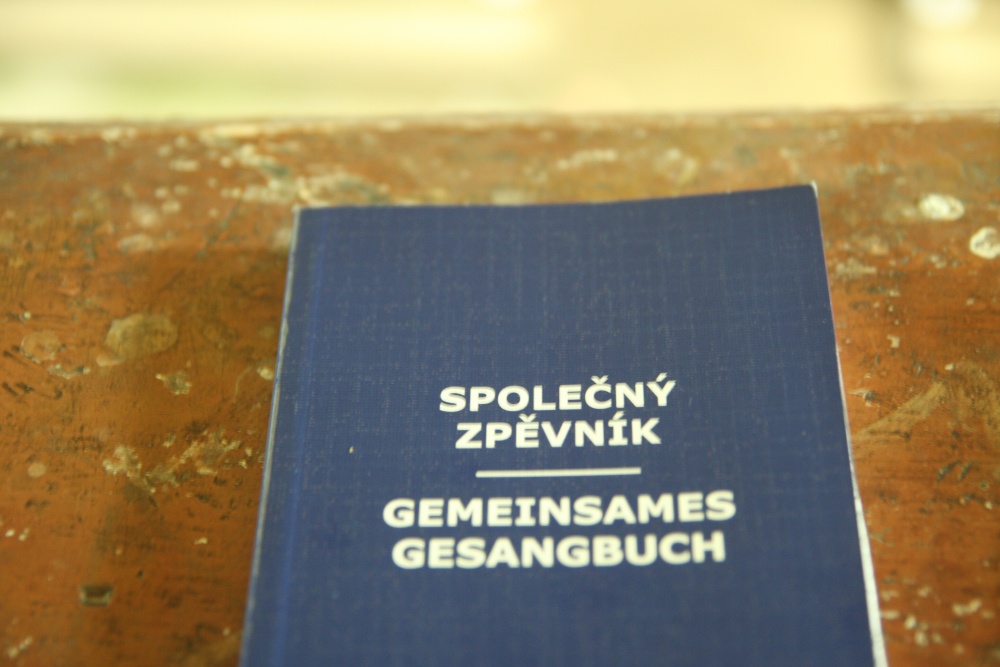 SPOLEČNÝ
ZPĚVNÍK
GEMEINSAMES
GESANGBUCH